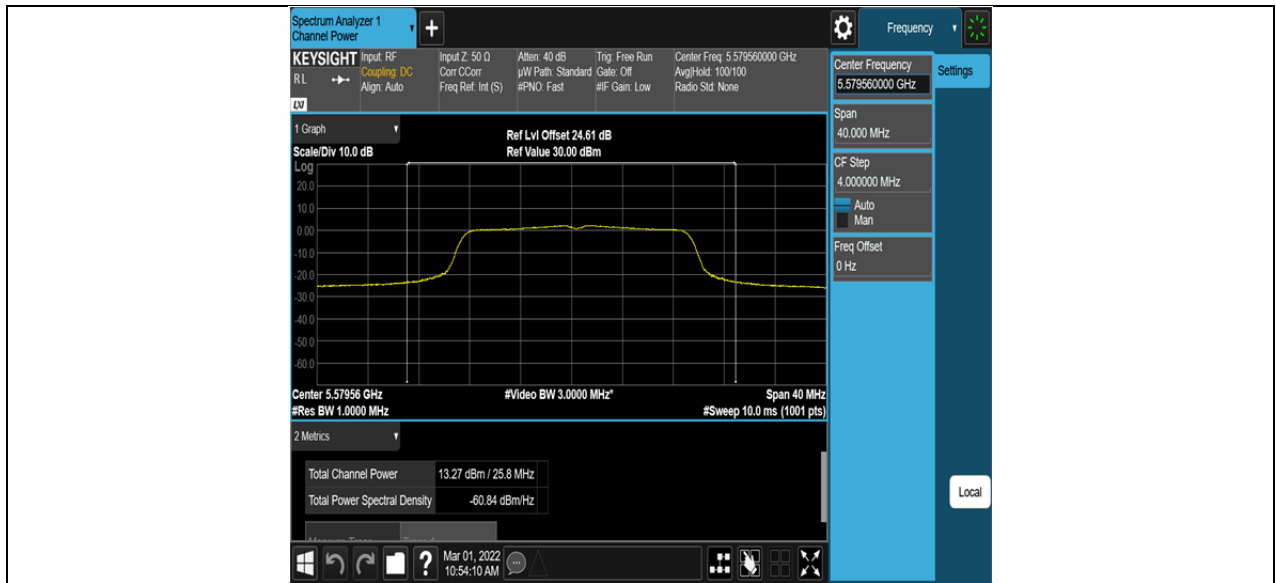 Spectrum Analyzer 1
Channel Power
+
Frequency
KEYSIGHT
RL
LXI
Input: RF
Coupling: DC
Align: Auto
Input Z: 50 Ω
Corr CCorr
Freq Ref: Int (S)
Atten: 40 dB
µW Path: Standard
#PNO: Fast
Trig: Free Run
Gate: Off
#IF Gain: Low
Center Freq: 5.579560000 GHz
Avg|Hold: 100/100
Radio Std: None
Center Frequency
5.579560000 GHz
Settings
Span
40.000 MHz
CF Step
4.000000 MHz
Auto
Man
Freq Offset
0 Hz
Local
1 Graph
Scale/Div 10.0 dB
Ref Lvl Offset 24.61 dB
Ref Value 30.00 dBm
Log
20.0
10.0
0.00
-10.0
-20.0
-30.0
-40.0
-50.0
-60.0
Center 5.57956 GHz
#Video BW 3.0000 MHz*
Span 40 MHz
#Res BW 1.0000 MHz
#Sweep 10.0 ms (1001 pts)
2 Metrics
Total Channel Power 13.27 dBm / 25.8 MHz
Total Power Spectral Density -60.84 dBm/Hz
?
Mar 01, 2022
10:54:10 AM